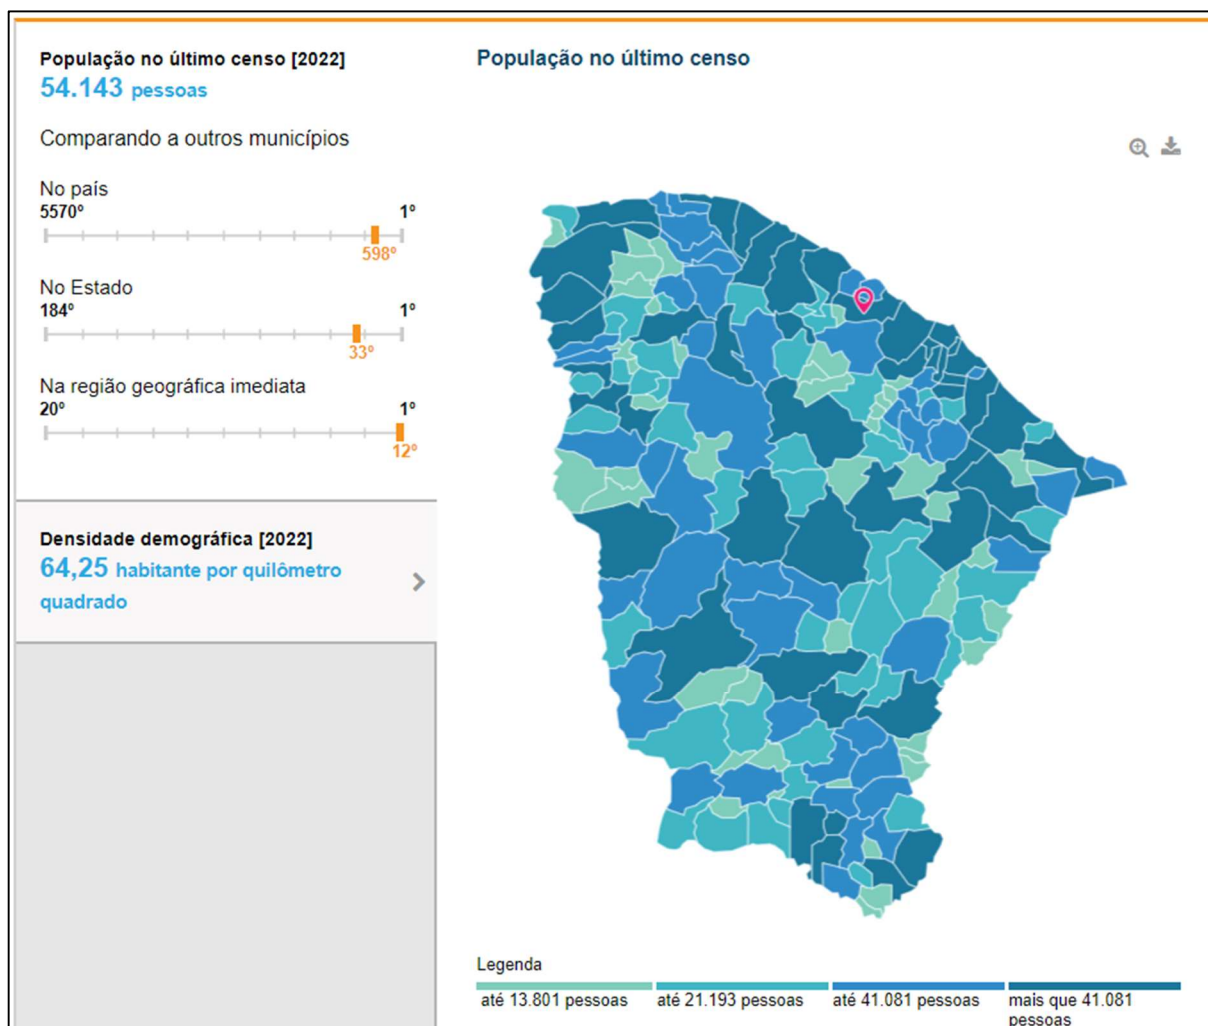 População no último censo [2022]
54.143 pessoas
Comparando a outros municípios
No país
5570º 1º
598º
No Estado
184º 1º
33º
Na região geográfica imediata
20º 1º
12º
Densidade demográfica [2022]
64,25 habitante por quilômetro
quadrado
População no último censo
Legenda
até 13.801 pessoas
até 21.193 pessoas
até 41.081 pessoas
mais que 41.081
pessoas